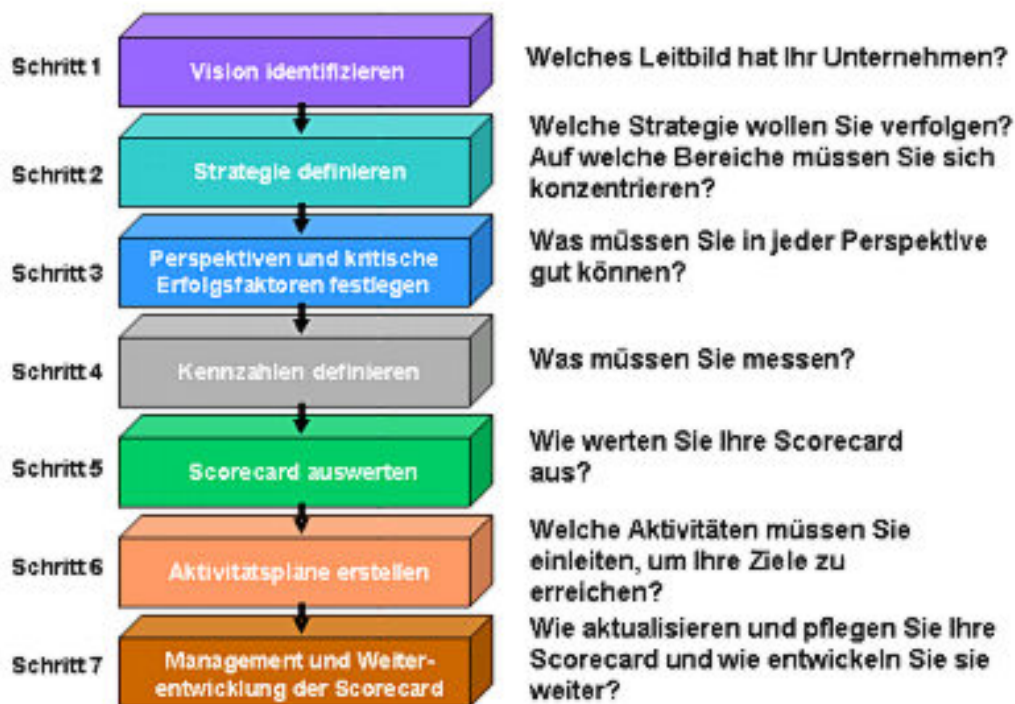 Schritt 1
Vision identifizieren
Welches Leitbild hat Ihr Unternehmen?
Schritt 2
Strategie definieren
Welche Strategie wollen Sie verfolgen?
Auf welche Bereiche müssen Sie sich
konzentrieren?
Schritt 3
Perspektiven und kritische
Erfolgsfaktoren festlegen
Was müssen Sie in jeder Perspektive
gut können?
Schritt 4
Kennzahlen definieren
Was müssen Sie messen?
Schritt 5
Scorecard auswerten
Wie werten Sie Ihre Scorecard
aus?
Schritt 6
Aktivitätspläne erstellen
Welche Aktivitäten müssen Sie
einleiten, um Ihre Ziele zu
erreichen?
Schritt 7
Management und Weiter-
entwicklung der Scorecard
Wie aktualisieren und pflegen Sie Ihre
Scorecard und wie entwickeln Sie sie
weiter?